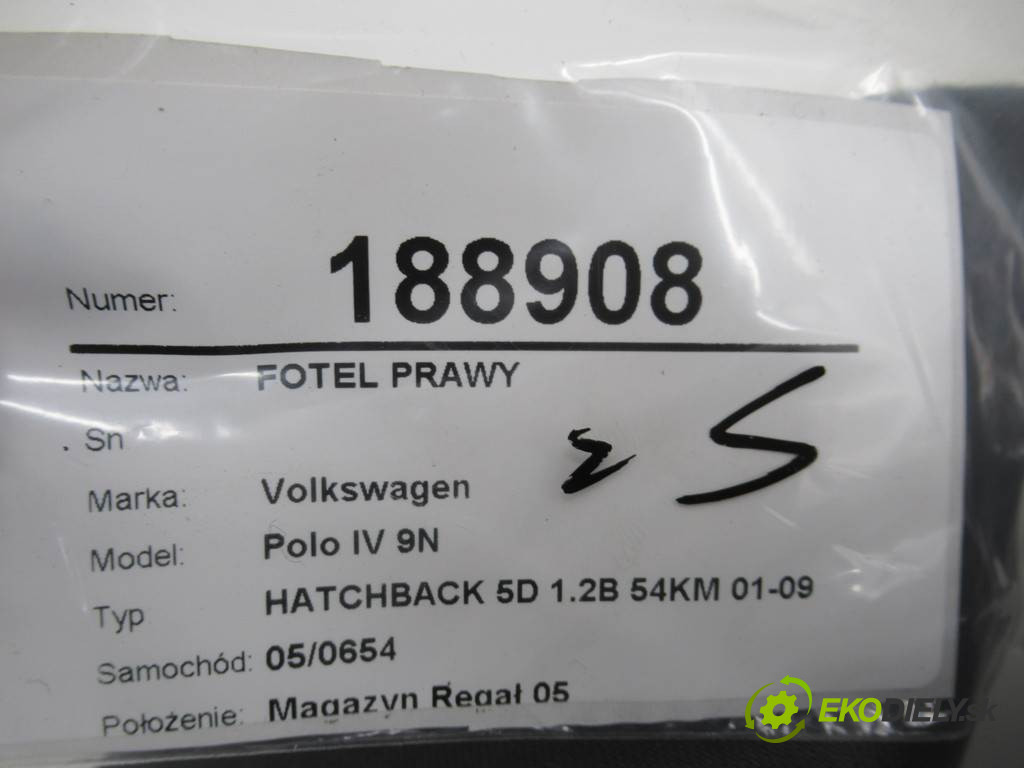 Numer: 188908
Nazwa: FOTEL PRAWY
Sn
Marka: Volkswagen
Model: Polo IV 9N
Typ HATCHBACK 5D 1.2B 54KM 01-09
Samochód: 05/0654
Położenie: Magazyn Regał 05
EKODIELY.sk